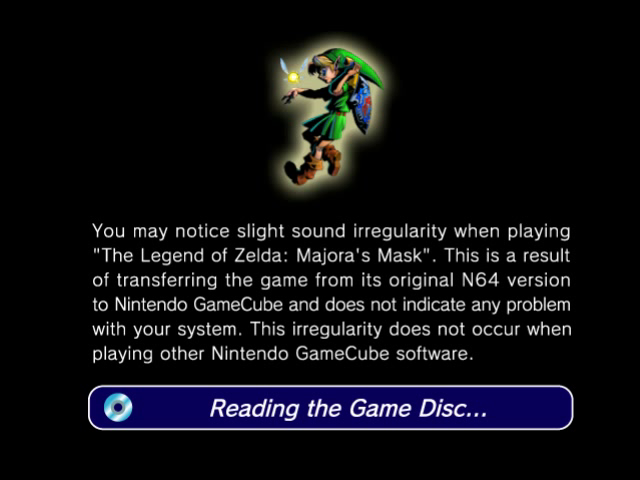 You may notice slight sound irregularity when playing
"The Legend of Zelda: Majora's Mask". This is a result
of transferring the game from its original N64 version
to Nintendo GameCube and does not indicate any problem
with your system. This irregularity does not occur when
playing other Nintendo GameCube software.
Reading the Game Disc...